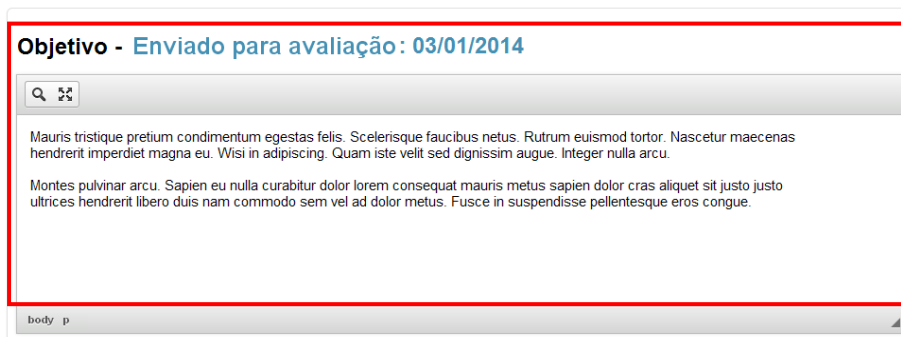 Objetivo - Enviado para avaliação: 03/01/2014
Mauris tristique pretium condimentum egestas felis. Scelerisque faucibus netus. Rutrum euismod tortor. Nascetur maecenas
hendrerit imperdiet magna eu. Wisi in adipiscing. Quam iste velit sed dignissim augue. Integer nulla arcu.
Montes pulvinar arcu. Sapien eu nulla curabitur dolor lorem consequat mauris metus sapien dolor cras aliquet sit justo justo
ultrices hendrerit libero duis nam commodo sem vel ad dolor metus. Fusce in suspendisse pellentesque eros congue.
body p